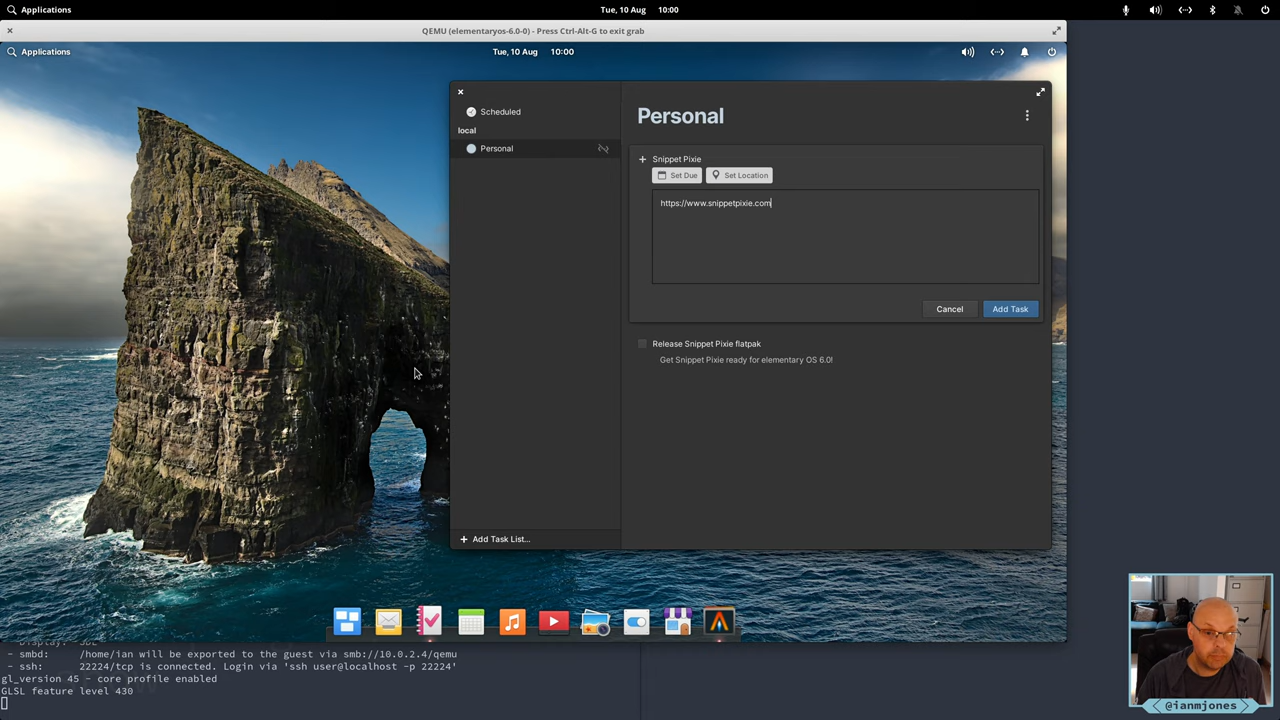 Applications
Tue, 10 Aug 10:00
QEMU (elementaryos-6.0-0) - Press Ctrl-Alt-G to exit grab
Applications
Tue, 10 Aug 10:00
Scheduled
local
Personal
Add Task List...
Personal
Snippet Pixie
Set Due Set Location
https://www.snippetpixie.com
Cancel Add Task
Release Snippet Pixie flatpak
Get Snippet Pixie ready for elementary OS 6.0!
- smbd: /home/ian will be exported to the guest via smb://10.0.2.4/qemu
- ssh: 22224/tcp is connected. Login via 'ssh user@localhost -p 22224'
gl_version 45 - core profile enabled
GLSL feature level 430
@ianmjones